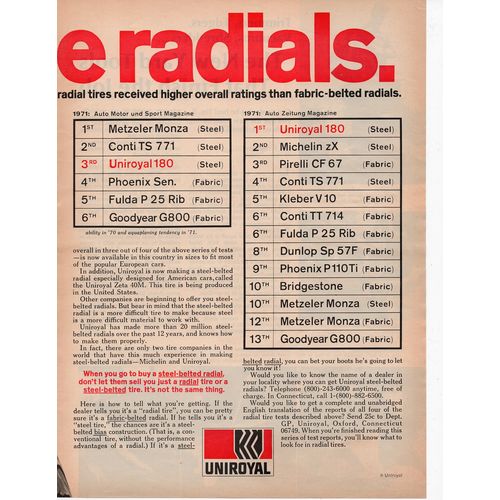 e radials.
radial tires received higher overall ratings than fabric-belted radials.
1971: Auto Motor und Sport Magazine
1ST Metzeler Monza (Steel)
2ND Conti TS 771 (Steel)
3RD Uniroyal 180 (Steel)
4TH Phoenix Sen. (Fabric)
5TH Fulda P 25 Rib (Fabric)
6TH Goodyear G800 (Fabric)
ability in '70 and aquaplaning tendency in '71.
overall in three out of four of the above series of tests
—is now available in this country in sizes to fit most
of the popular European cars.
In addition, Uniroyal is now making a steel-belted
radial especially designed for American cars, called
the Uniroyal Zeta 40M. This tire is being produced
in the United States.
Other companies are beginning to offer you steel-
belted radials. But bear in mind that the steel-belted
radial is a more difficult tire to make because steel
is a more difficult material to work with.
Uniroyal has made more than 20 million steel-
belted radials over the past 12 years, and knows how
to make them properly.
In fact, there are only two tire companies in the
world that have this much experience in making
steel-belted radials—Michelin and Uniroyal.
When you go to buy a steel-belted radial,
don't let them sell you just a radial tire or a
steel-belted tire. It's not the same thing.
Here is how to tell what you're getting. If the
dealer tells you it's a "radial tire", you can be pretty
sure it's a fabric-belted radial. If he tells you it's a
"steel tire," the chances are it's a steel-
belted bias construction. (That is, a con-
ventional tire, without the performance
advantages of a radial.) If it's a steel-
1971: Auto Zeitung Magazine
1ST Uniroyal 180 (Steel)
2ND Michelin zX (Steel)
3RD Pirelli CF 67 (Fabric)
4TH Conti TS 771 (Steel)
5TH Kleber V 10 (Fabric)
6TH Conti TT 714 (Fabric)
6TH Fulda P 25 Rib (Fabric)
8TH Dunlop Sp 57F (Fabric)
9TH Phoenix P110Ti (Fabric)
10TH Bridgestone (Fabric)
10TH Metzeler Monza (Steel)
12TH Metzeler Monza (Fabric)
13TH Goodyear G800 (Fabric)
belted radial, you can bet your boots he's going to let
you know it!
Would you like to know the name of a dealer
in your locality where you can get Uniroyal steel-belted
radials? Telephone (800)-243-6000 anytime, free of
charge. In Connecticut, call 1-(800)-882-6500.
Would you like to get a complete and unabridged
English translation of the reports of all four of the
radial tire tests described above? Send 25c to Dept,
GP, Uniroyal, Oxford, Connecticut
06749. When you're finished reading this
series of test reports, you'll know what to
look for in radial tires.
UNIROYAL
® Uniroyal